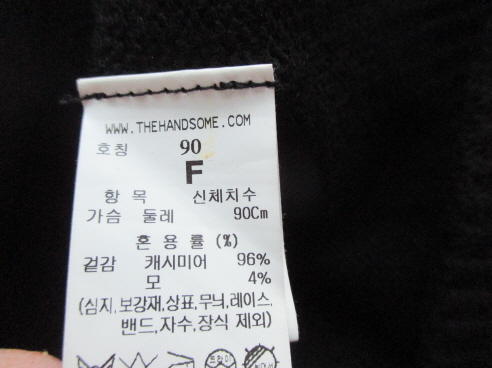 WWW.THEHANDSOME.COM
호칭 90
F
항 목 신체치수
가슴 둘레 90Cm
혼 용 률 (%)
겉감 캐시미어 96%
모 4%
(심지,보강재,상표,무늬,레이스,
밴드,자수,장식 제외)